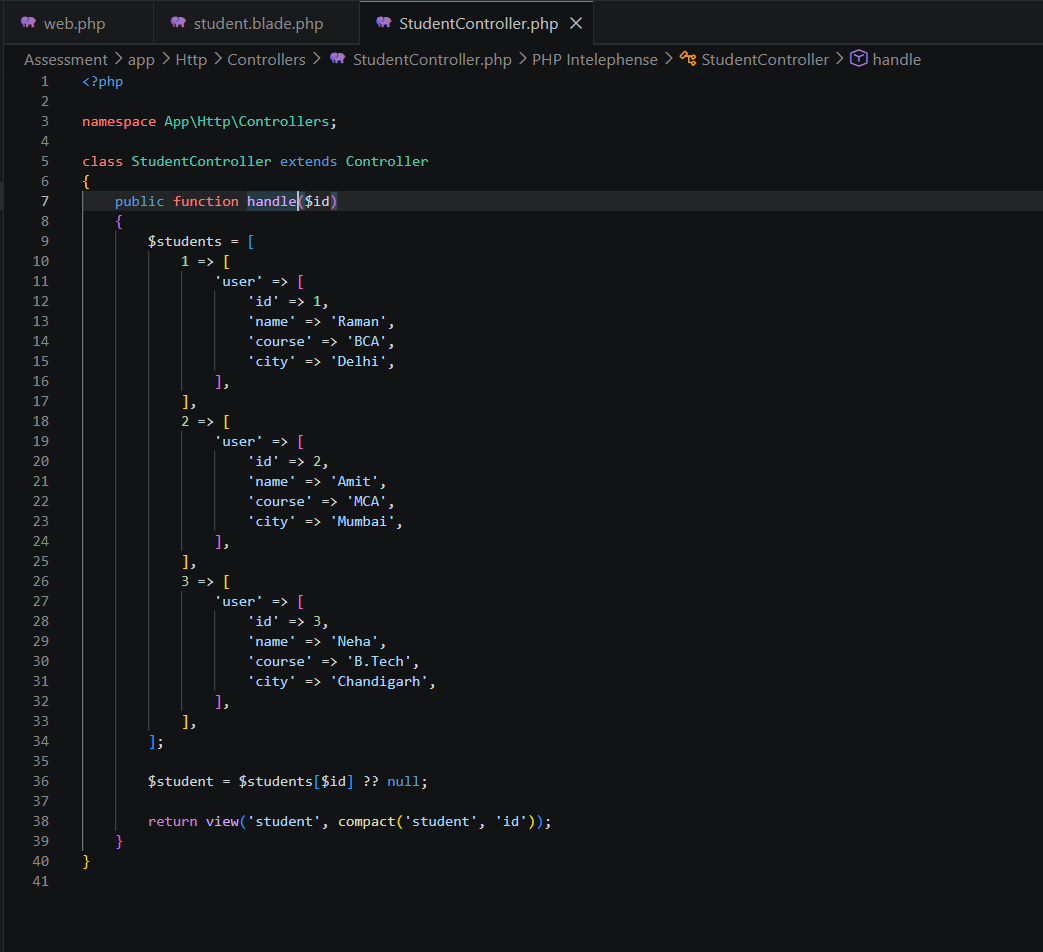 web.php student.blade.php StudentController.php
Assessment > app > Http > Controllers > StudentController.php > PHP Intelephense > StudentController > handle
1 <?php
2
3 namespace App\Http\Controllers;
4
5 class StudentController extends Controller
6 {
7     public function handle($id)
8     {
9         $students = [
10             1 => [
11                 'user' => [
12                     'id' => 1,
13                     'name' => 'Raman',
14                     'course' => 'BCA',
15                     'city' => 'Delhi',
16                 ],
17             ],
18             2 => [
19                 'user' => [
20                     'id' => 2,
21                     'name' => 'Amit',
22                     'course' => 'MCA',
23                     'city' => 'Mumbai',
24                 ],
25             ],
26             3 => [
27                 'user' => [
28                     'id' => 3,
29                     'name' => 'Neha',
30                     'course' => 'B.Tech',
31                     'city' => 'Chandigarh',
32                 ],
33             ],
34         ];
35
36         $student = $students[$id] ?? null;
37
38         return view('student', compact('student', 'id'));
39     }
40 }
41